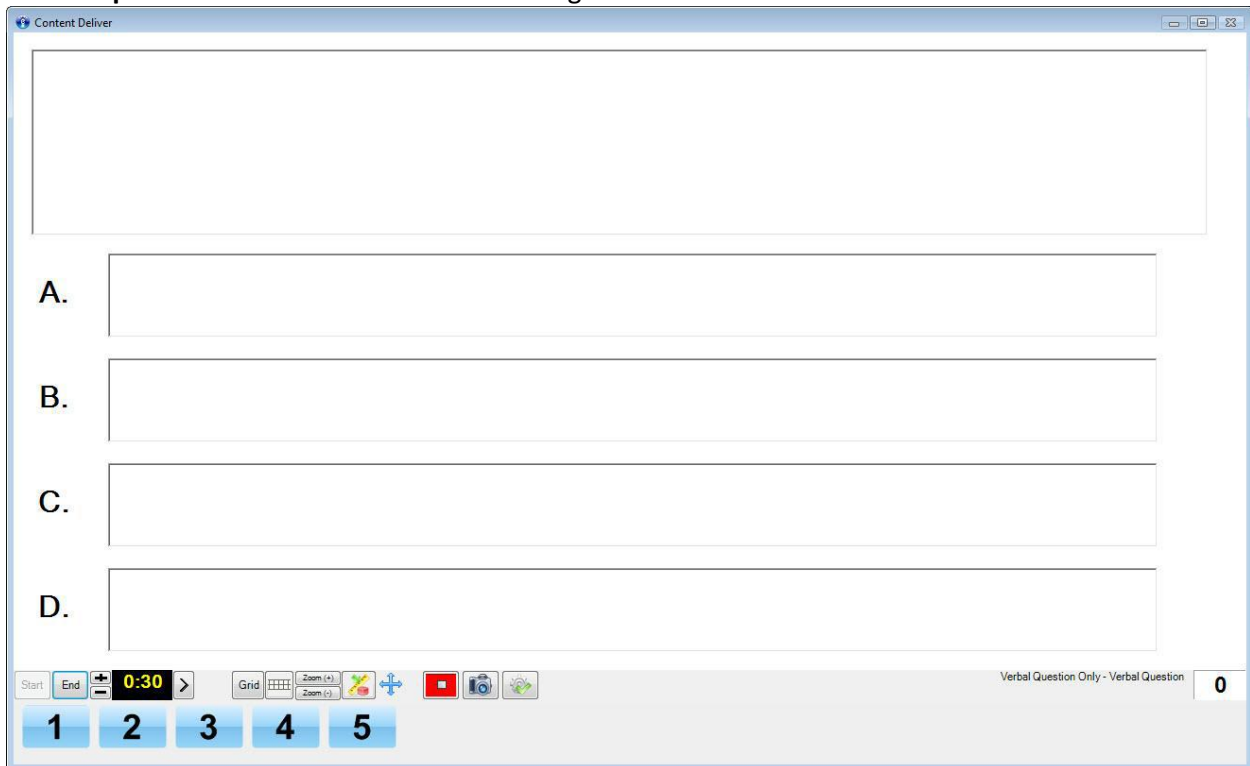 Content Deliver
A.
B.
C.
D.
Start End 0:30 > Grid Zoom (+) Verbal Question Only - Verbal Question 0
Zoom (-)
1 2 3 4 5